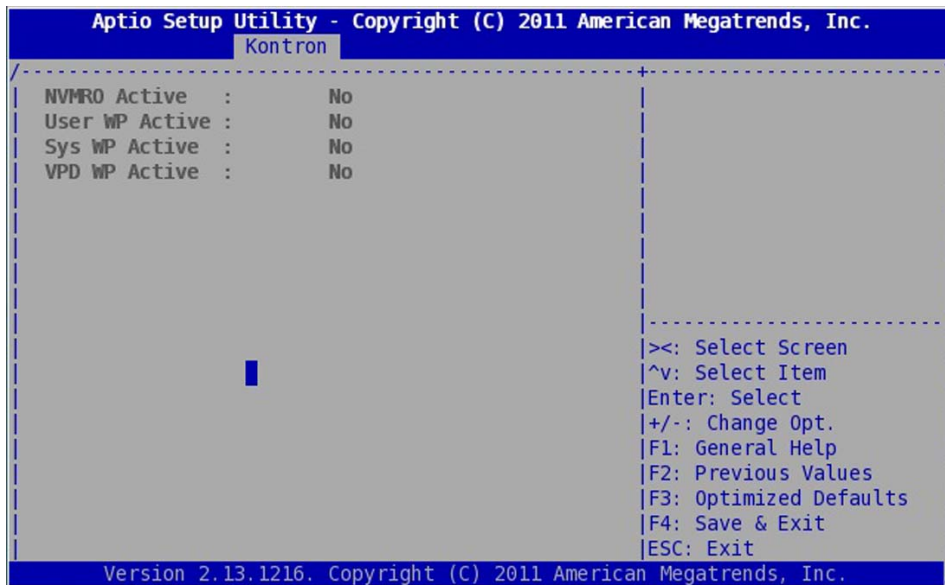 Aptio Setup Utility - Copyright (C) 2011 American Megatrends, Inc.
Kontron
NVMRO Active : No
User WP Active : No
Sys WP Active : No
VPD WP Active : No
><: Select Screen
^v: Select Item
Enter: Select
+/-: Change Opt.
F1: General Help
F2: Previous Values
F3: Optimized Defaults
F4: Save & Exit
ESC: Exit
Version 2.13.1216. Copyright (C) 2011 American Megatrends, Inc.